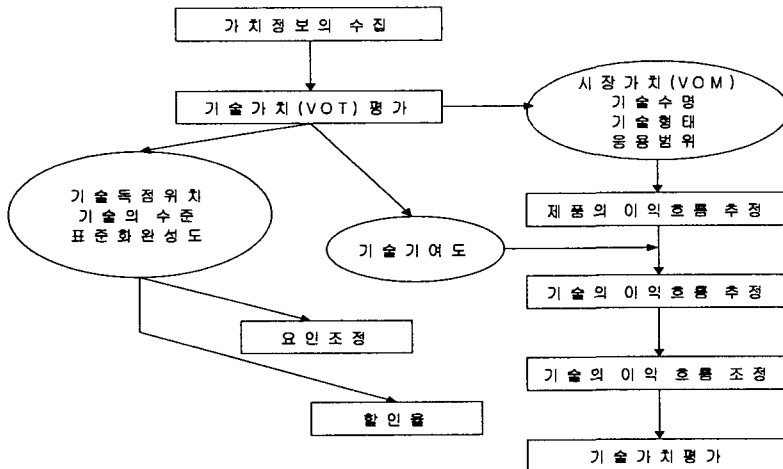 가치정보의 수집
기술가치(VOT)평가
시장가치(VOM)
기술수명
기술형태
응용범위
기술독점위치
기술의 수준
표준화완성도
제품의 이익흐름 추정
기술기여도
기술의 이익흐름 추정
요인조정
기술의 이익 흐름 조정
할인율
기술가치평가